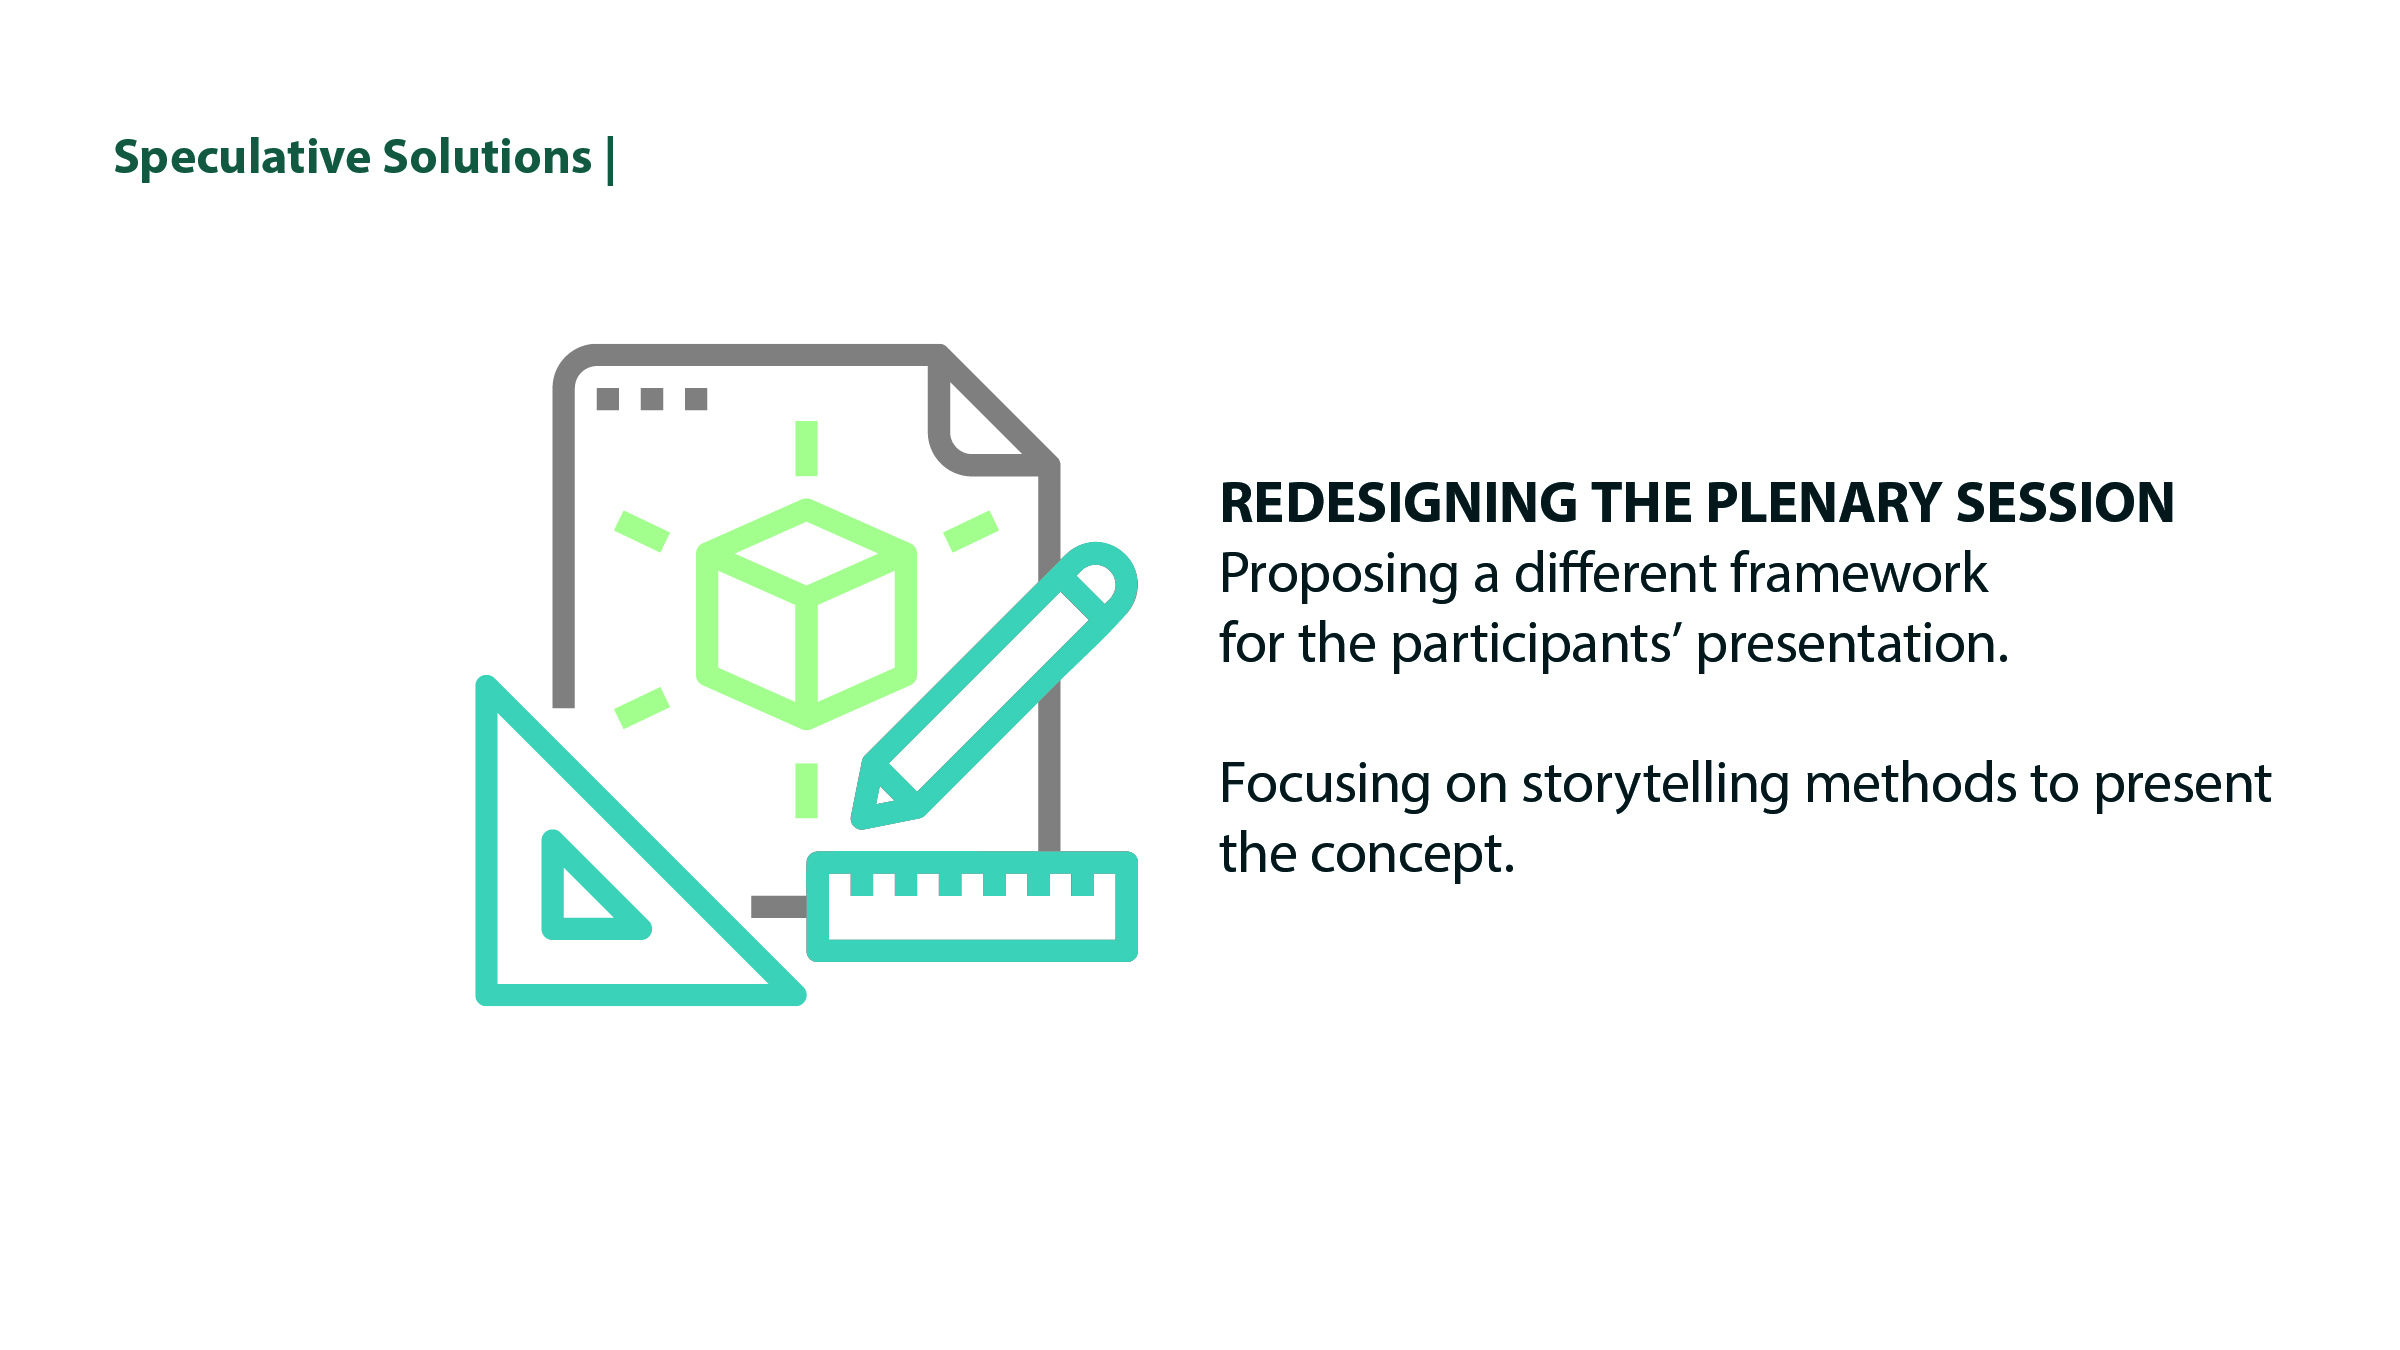 Speculative Solutions |
REDESIGNING THE PLENARY SESSION
Proposing a different framework
for the participants’ presentation.
Focusing on storytelling methods to present
the concept.